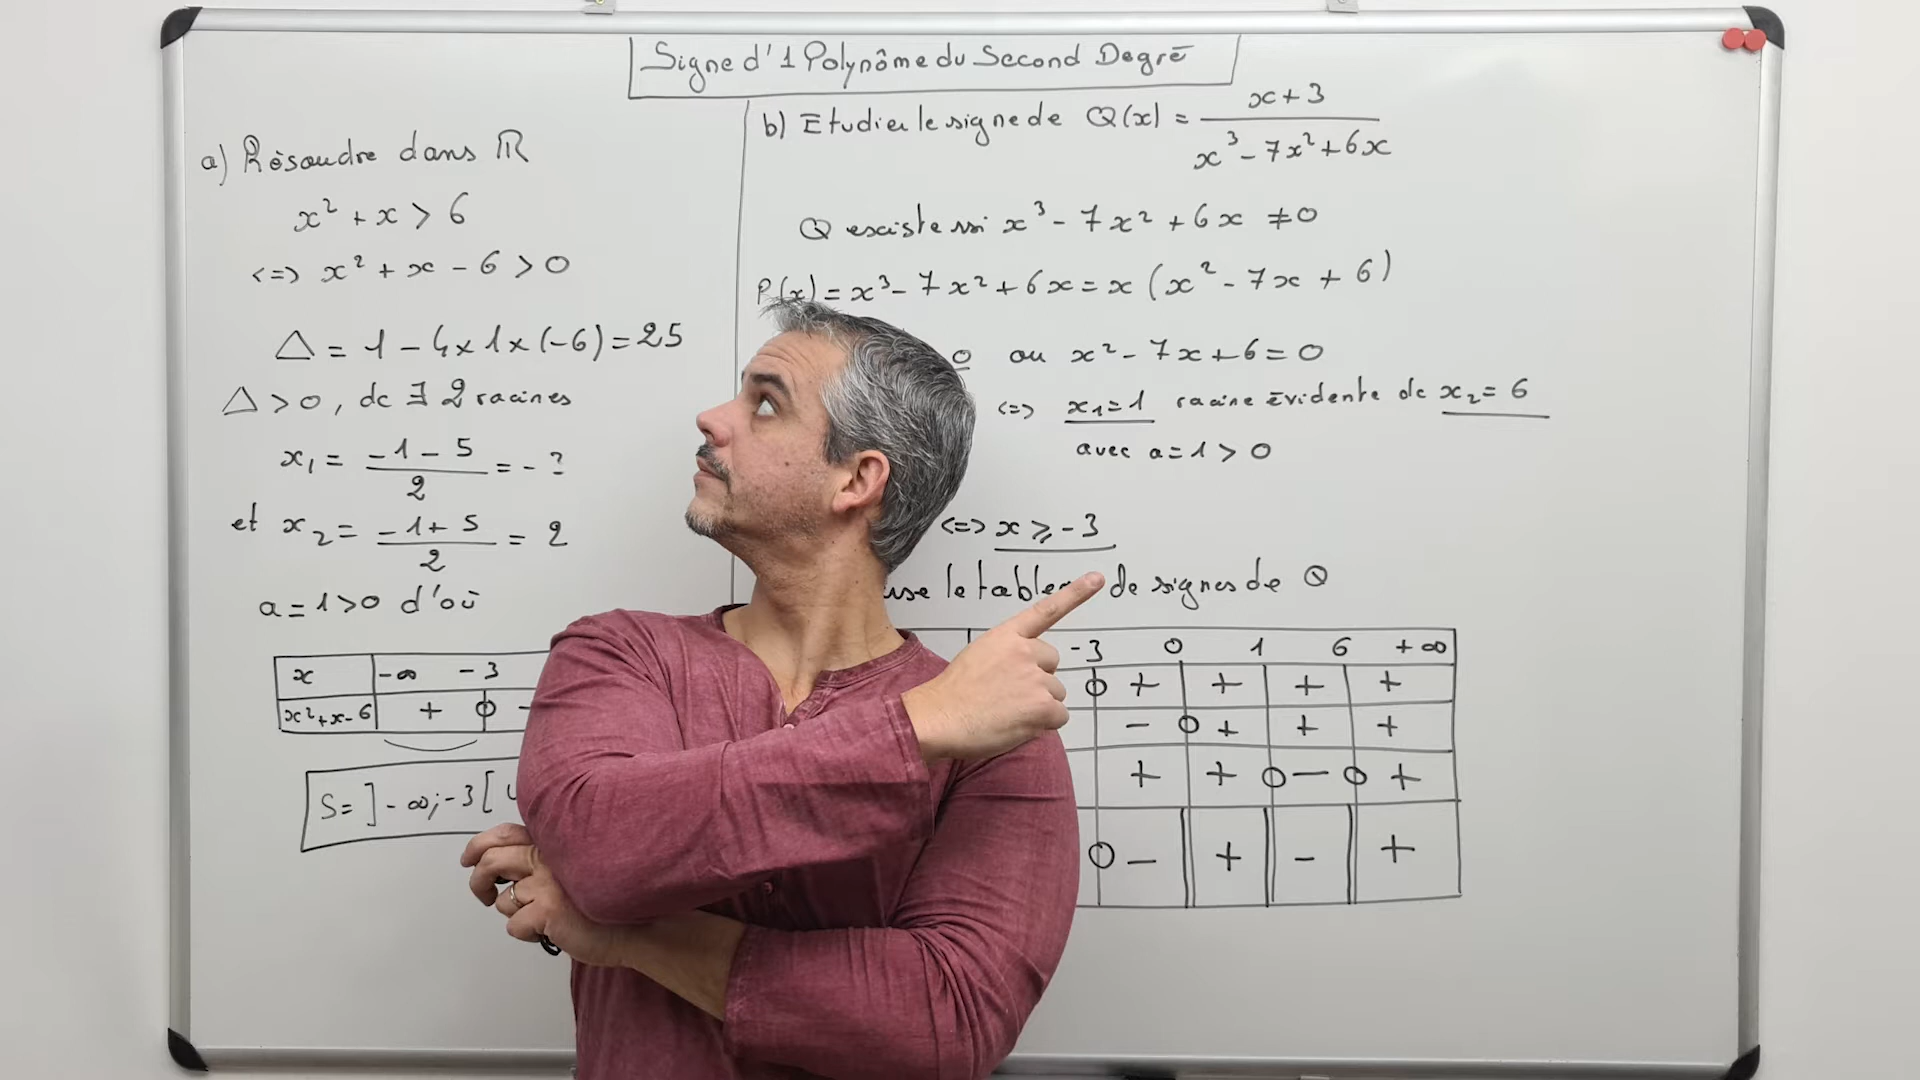 Signe d'1 Polynôme du Second Degré
a) Résoudre dans ℝ
x² + x > 6
<=> x² + x - 6 > 0
Δ = 1 - 4x1x(-6) = 25
Δ > 0, dc ∃ 2 racines
x₁ = (-1 - 5)/2 = - ?
et x₂ = (-1 + 5)/2 = 2
a = 1 > 0 d'où
x -∞ -3
x²+x-6 + 0 -
S = ]-∞;-3[ U
b) Etudier le signe de Q(x) = (x + 3)/(x³ - 7x² + 6x)
Q existe ssi x³ - 7x² + 6x ≠ 0
P(x) = x³ - 7x² + 6x = x (x² - 7x + 6)
0 ou x² - 7x + 6 = 0
<=> x₁ = 1 racine évidente dc x₂ = 6
avec a = 1 > 0
<=> x ⩾ -3
le tableau de signes de Q
-3 0 1 6 +∞
0 + + + +
- 0 + + +
+ + 0 - 0 +
0 - + - +